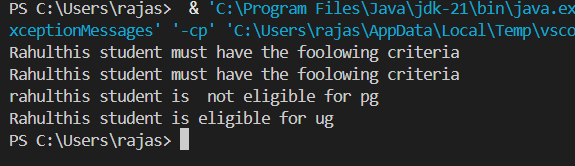 PS C:\Users\rajas>  & 'C:\Program Files\Java\jdk-21\bin\java.ex
xceptionMessages' '-cp' 'C:\Users\rajas\AppData\Local\Temp\vsco
Rahulthis student must have the foolowing criteria
Rahulthis student must have the foolowing criteria
rahulthis student is  not eligible for pg
Rahulthis student is eligible for ug
PS C:\Users\rajas>